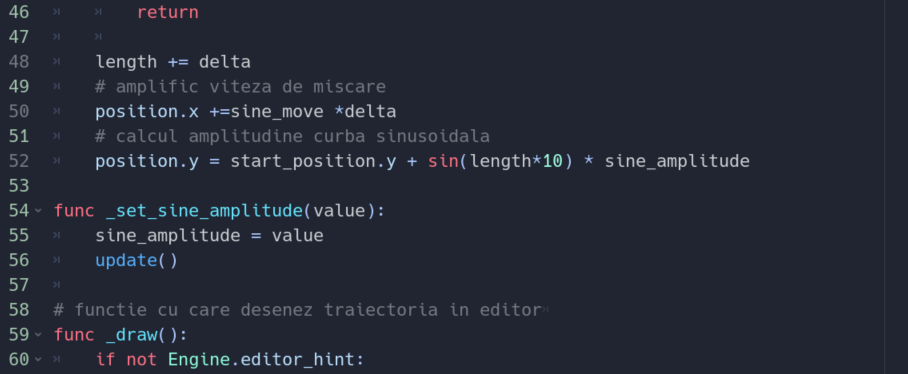 46 return
47
48 length += delta
49 # amplific viteza de miscare
50 position.x +=sine_move *delta
51 # calcul amplitudine curba sinusoidala
52 position.y = start_position.y + sin(length*10) * sine_amplitude
53
54 func _set_sine_amplitude(value):
55 sine_amplitude = value
56 update()
57
58 # functie cu care desenez traiectoria in editor
59 func _draw():
60 if not Engine.editor_hint: